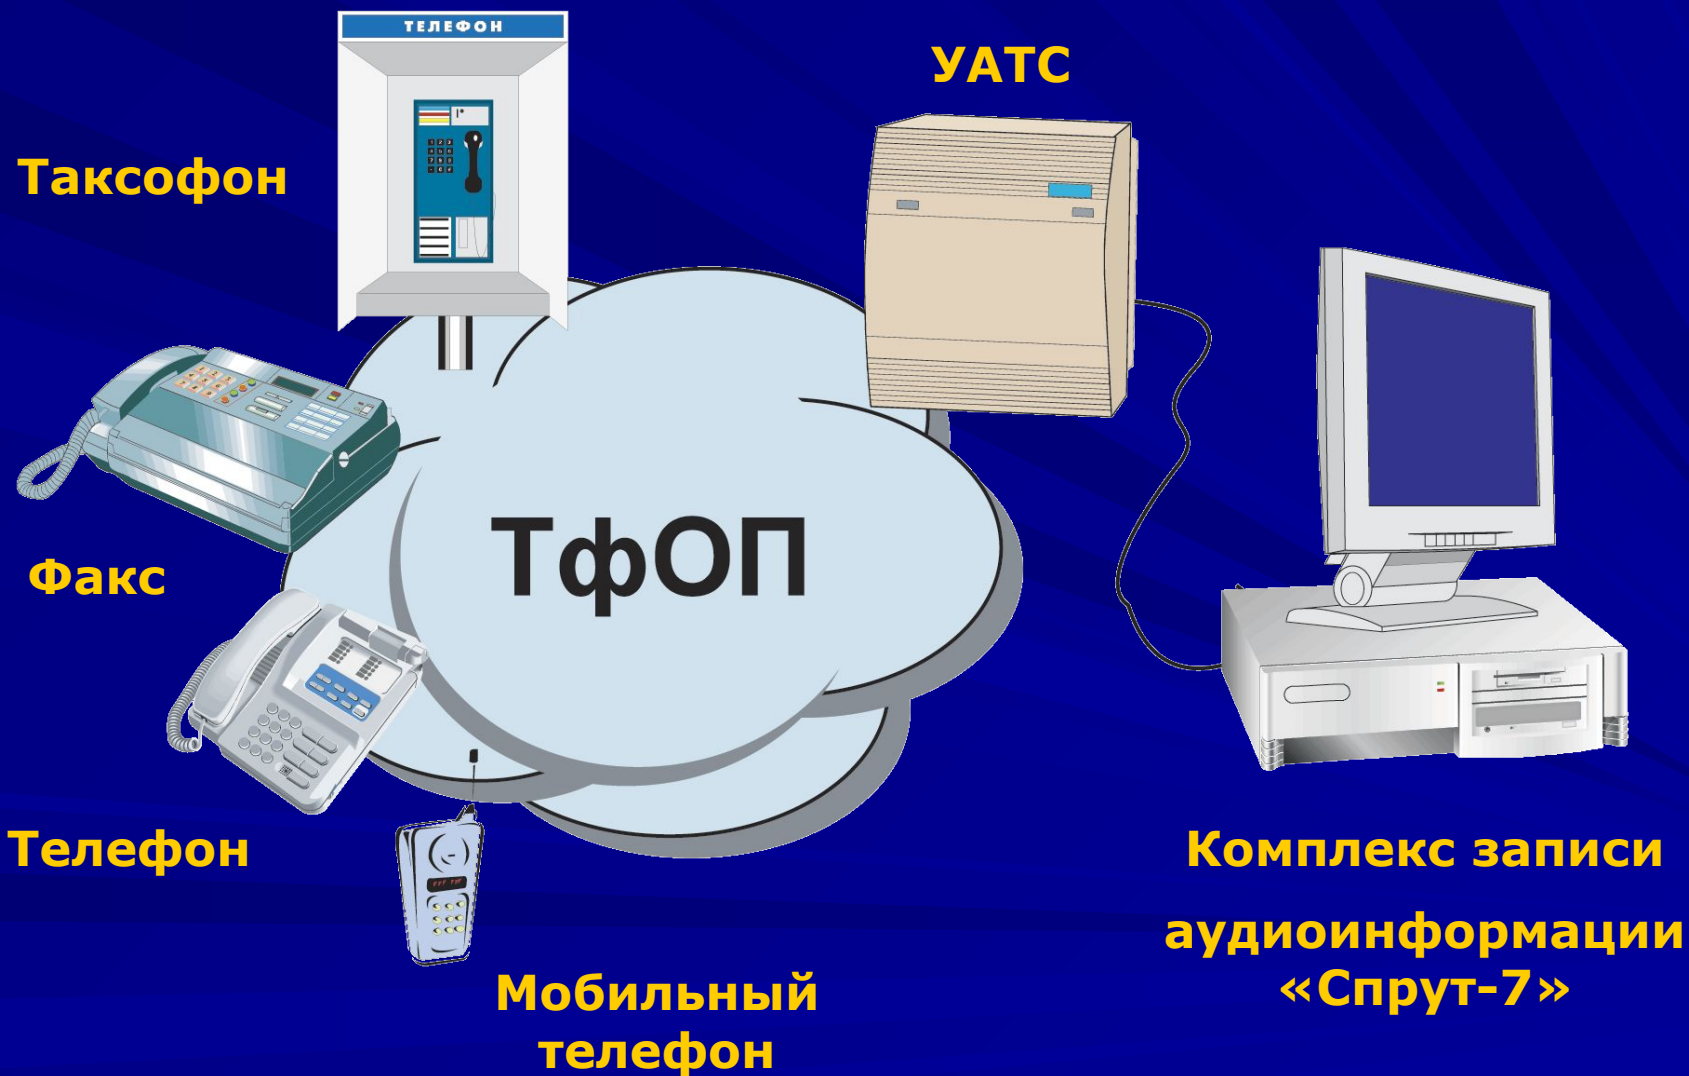 ТЕЛЕФОН
УАТС
Таксофон
ТфОП
Факс
Телефон
Комплекс записи
аудиоинформации
«Спрут-7»
Мобильный
телефон